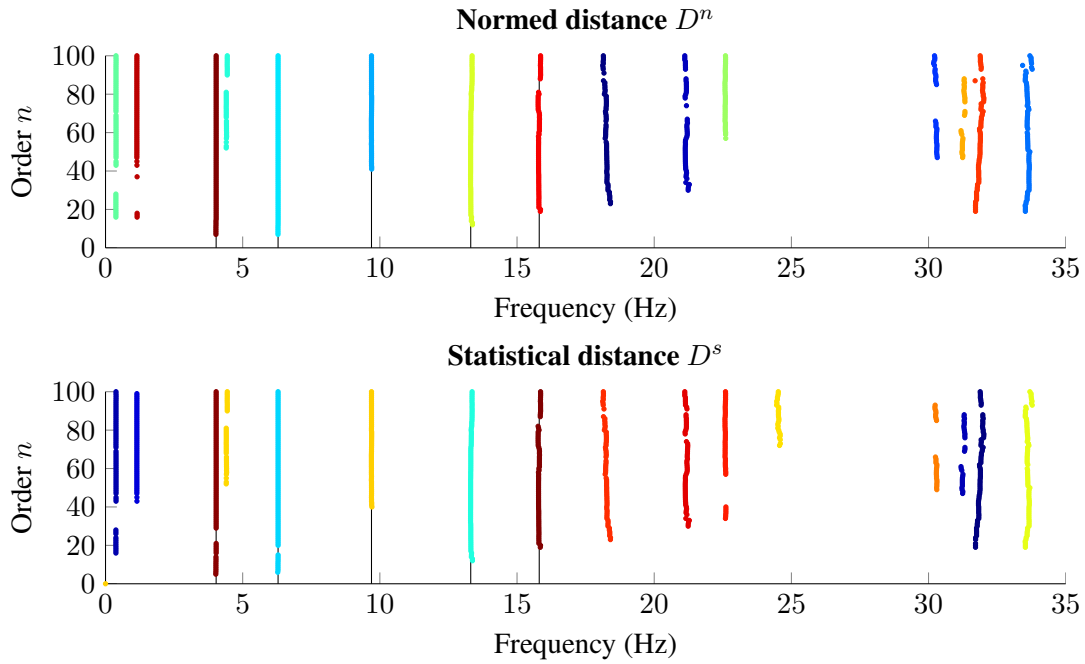 Normed distance Dⁿ
100
80
60
40
20
0
Order n
0 5 10 15 20 25 30 35
Frequency (Hz)
Statistical distance Dˢ
100
80
60
40
20
0
Order n
0 5 10 15 20 25 30 35
Frequency (Hz)